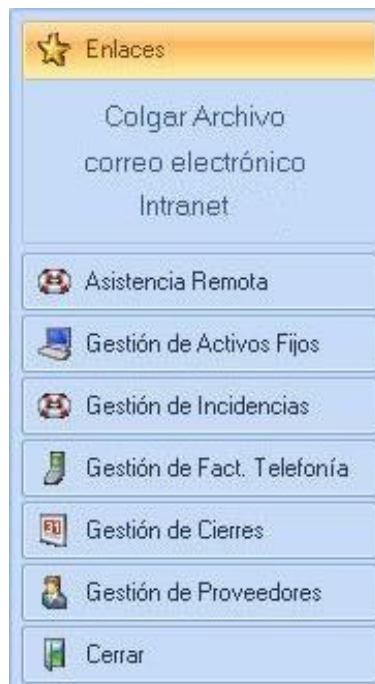 Enlaces
Colgar Archivo
correo electrónico
Intranet
Asistencia Remota
Gestión de Activos Fijos
Gestión de Incidencias
Gestión de Fact. Telefonía
31
Gestión de Cierres
Gestión de Proveedores
Cerrar